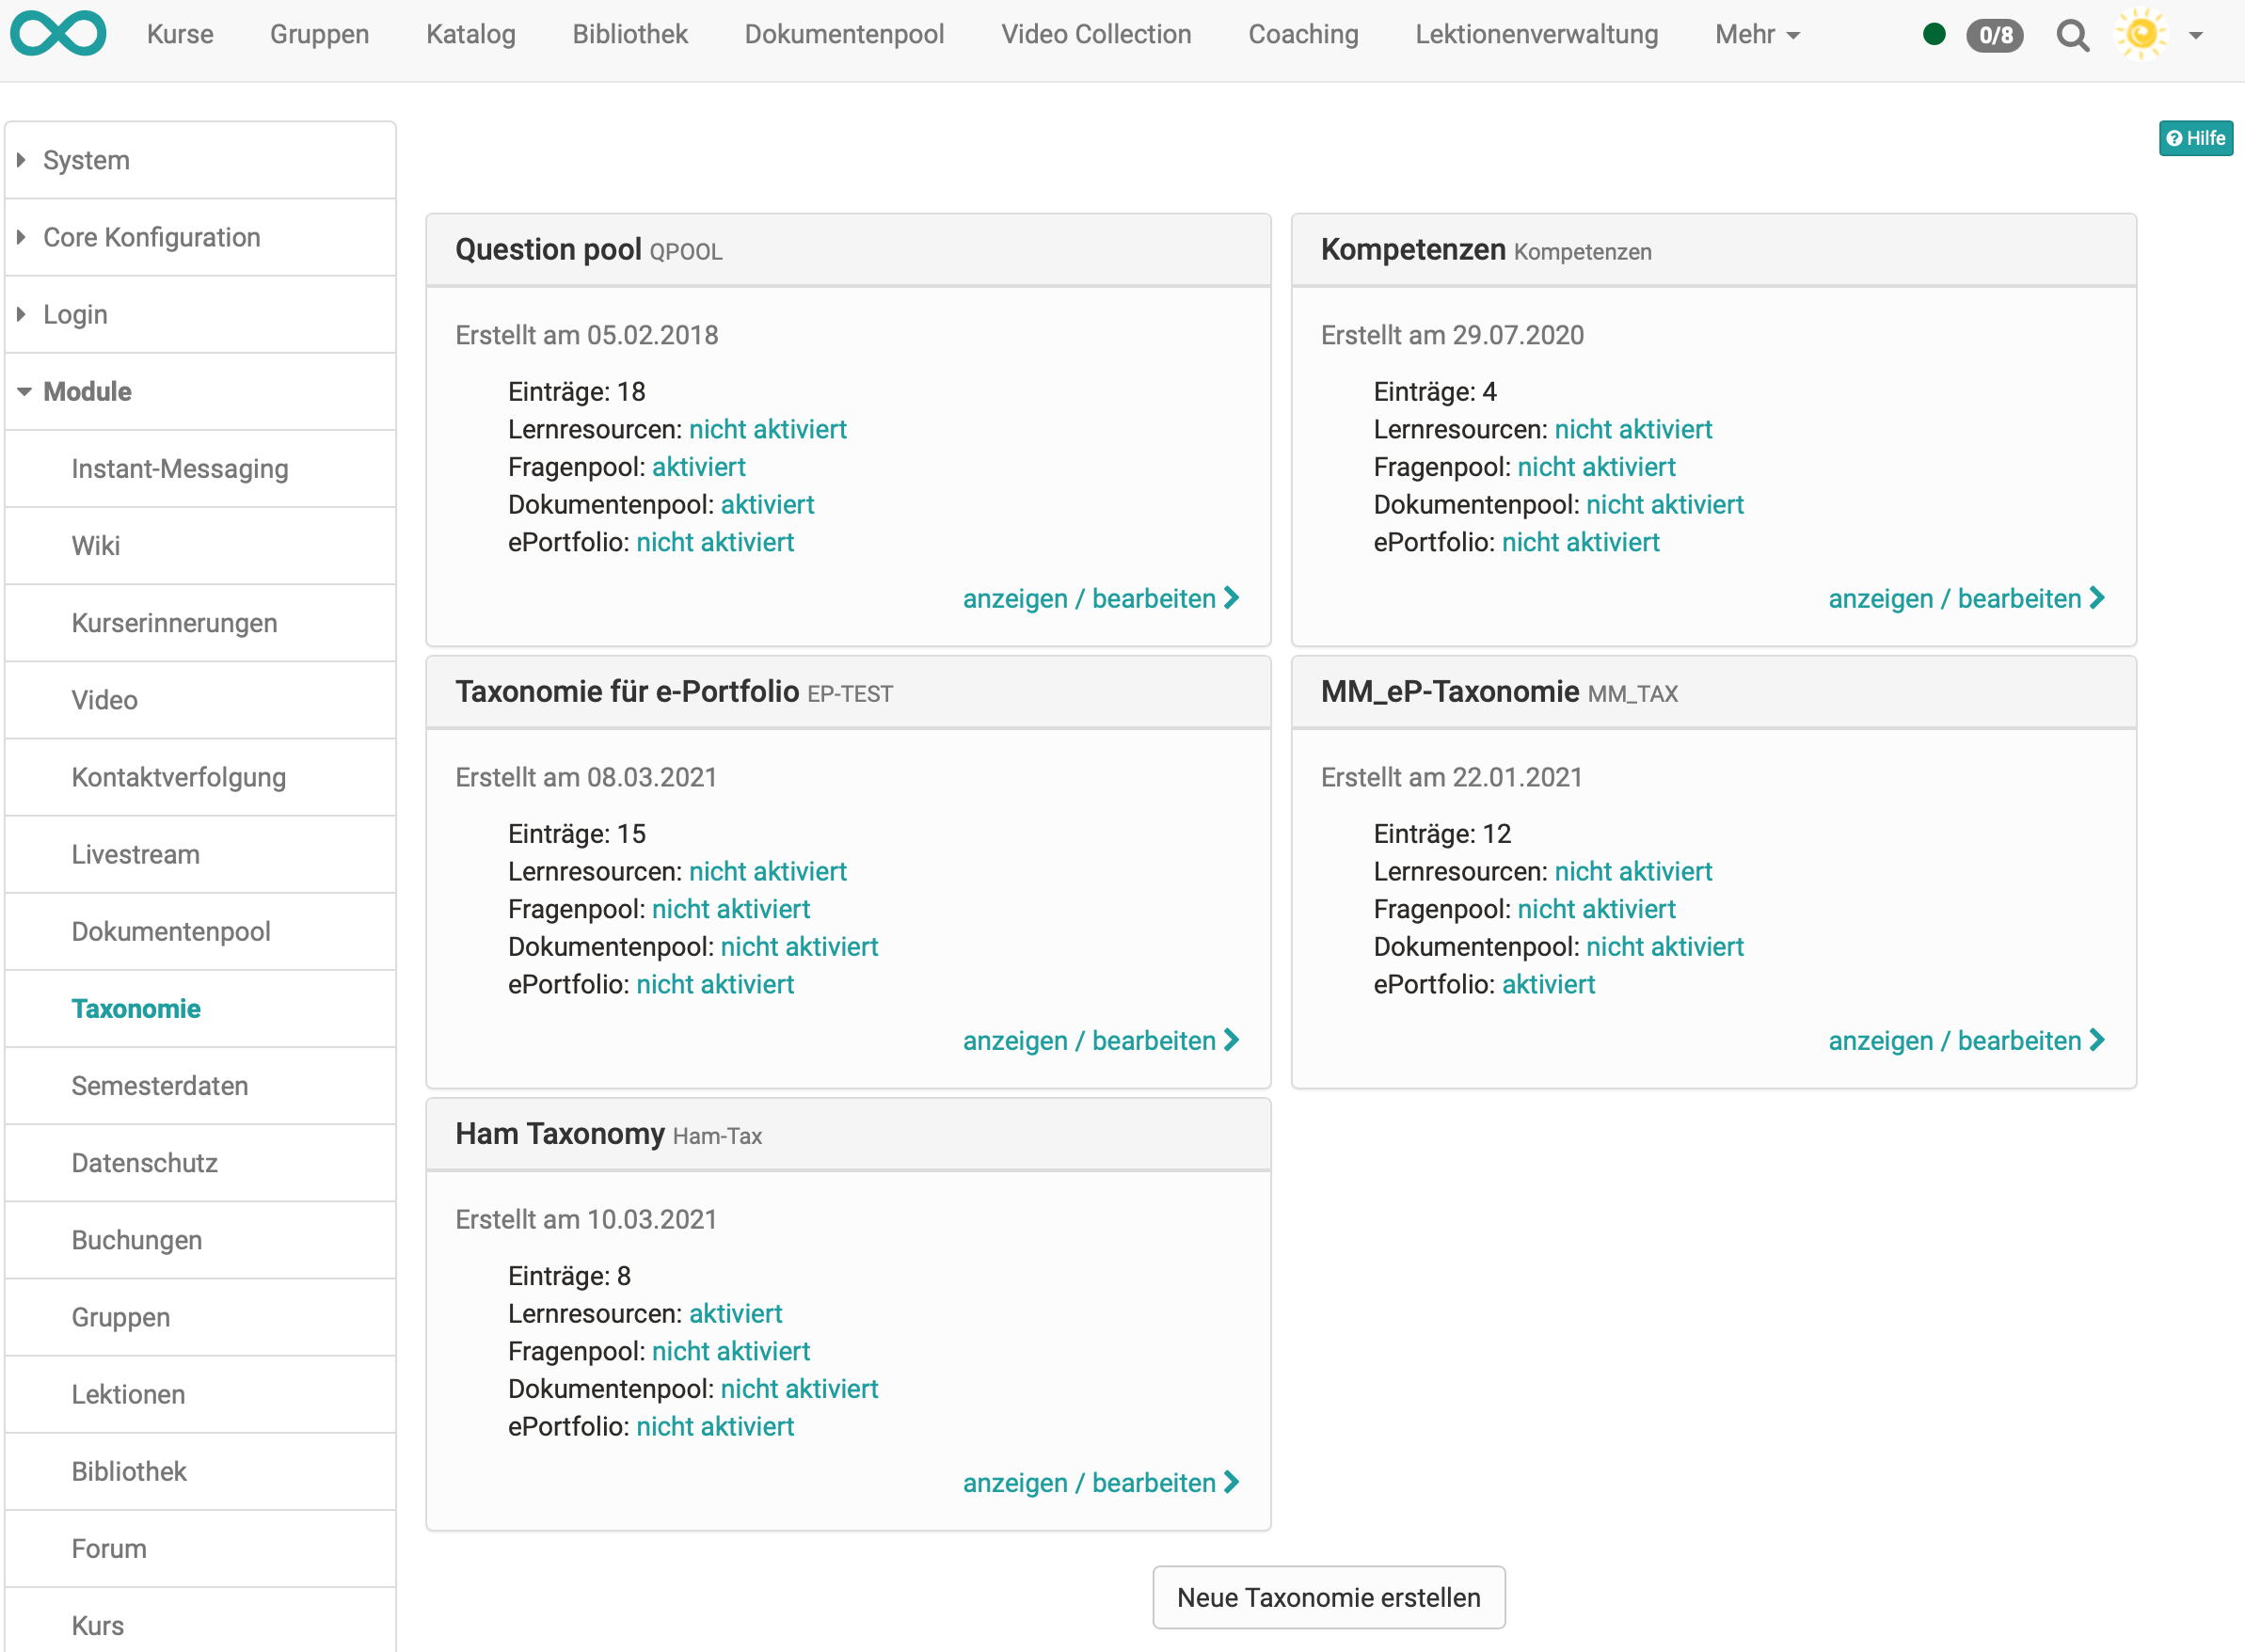 Kurse Gruppen Katalog Bibliothek Dokumentenpool Video Collection Coaching Lektionenverwaltung Mehr 0/8
Hilfe
System
Core Konfiguration
Login
Module
Instant-Messaging
Wiki
Kurserinnerungen
Video
Kontaktverfolgung
Livestream
Dokumentenpool
Taxonomie
Semesterdaten
Datenschutz
Buchungen
Gruppen
Lektionen
Bibliothek
Forum
Kurs
Question pool QPOOL
Erstellt am 05.02.2018
Einträge: 18
Lernresourcen: nicht aktiviert
Fragenpool: aktiviert
Dokumentenpool: aktiviert
ePortfolio: nicht aktiviert
anzeigen / bearbeiten
Kompetenzen Kompetenzen
Erstellt am 29.07.2020
Einträge: 4
Lernresourcen: nicht aktiviert
Fragenpool: nicht aktiviert
Dokumentenpool: nicht aktiviert
ePortfolio: nicht aktiviert
anzeigen / bearbeiten
Taxonomie für e-Portfolio EP-TEST
Erstellt am 08.03.2021
Einträge: 15
Lernresourcen: nicht aktiviert
Fragenpool: nicht aktiviert
Dokumentenpool: nicht aktiviert
ePortfolio: nicht aktiviert
anzeigen / bearbeiten
MM_eP-Taxonomie MM_TAX
Erstellt am 22.01.2021
Einträge: 12
Lernresourcen: nicht aktiviert
Fragenpool: nicht aktiviert
Dokumentenpool: nicht aktiviert
ePortfolio: aktiviert
anzeigen / bearbeiten
Ham Taxonomy Ham-Tax
Erstellt am 10.03.2021
Einträge: 8
Lernresourcen: aktiviert
Fragenpool: nicht aktiviert
Dokumentenpool: nicht aktiviert
ePortfolio: nicht aktiviert
anzeigen / bearbeiten
Neue Taxonomie erstellen